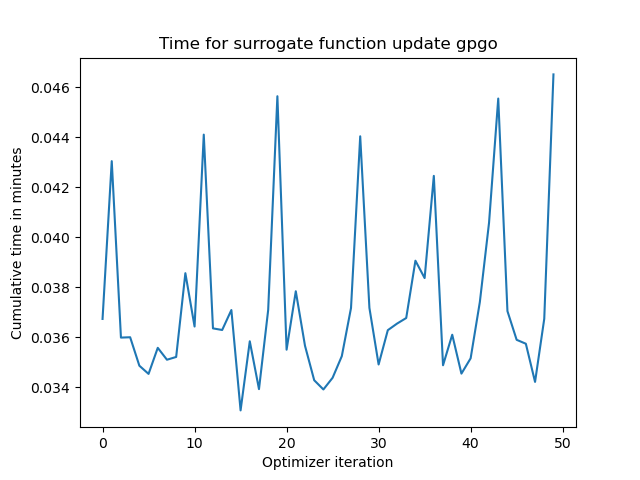 Time for surrogate function update gpgo
Cumulative time in minutes
0.046
0.044
0.042
0.040
0.038
0.036
0.034
0 10 20 30 40 50
Optimizer iteration